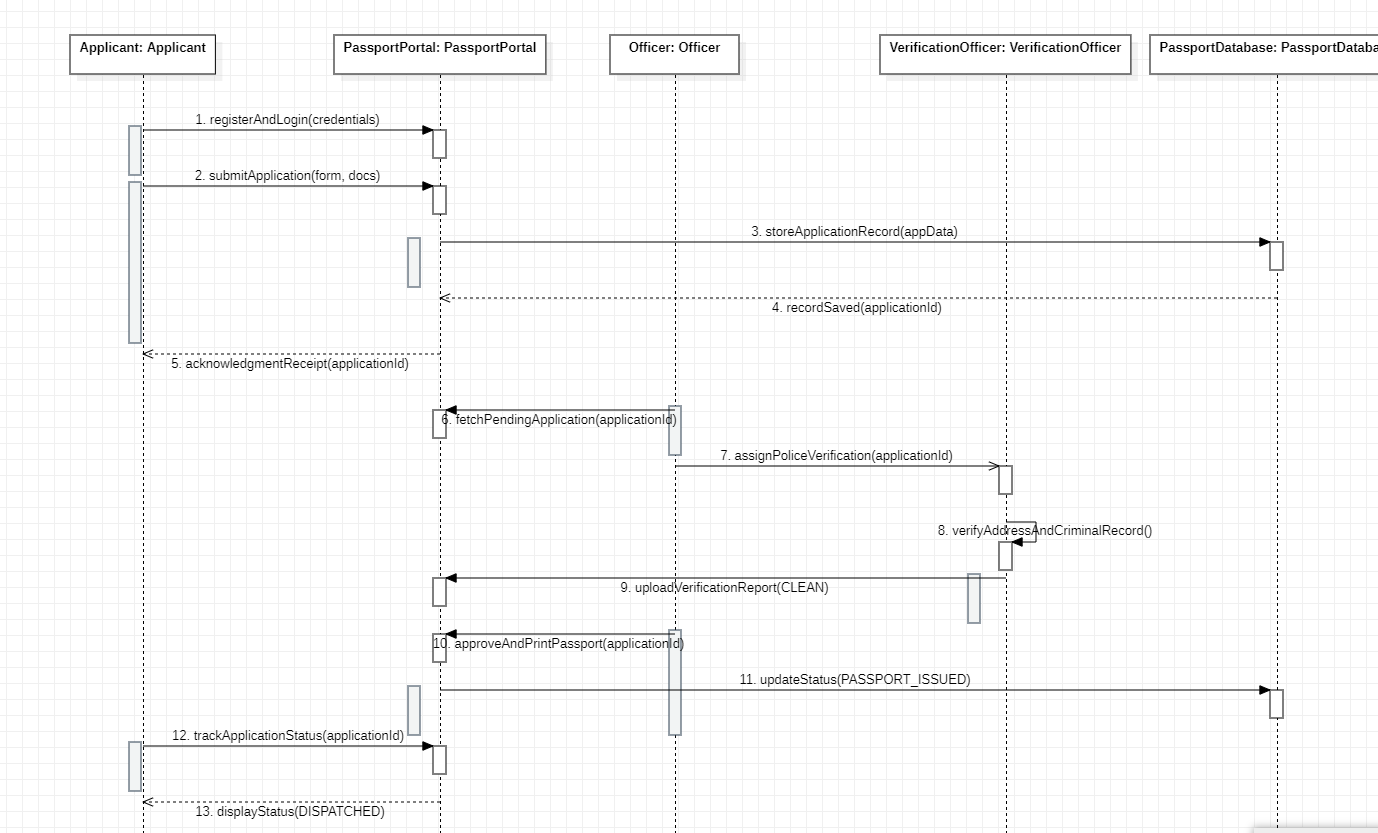 Applicant: Applicant
PassportPortal: PassportPortal
Officer: Officer
VerificationOfficer: VerificationOfficer
PassportDatabase: PassportDataba
1. registerAndLogin(credentials)
2. submitApplication(form, docs)
3. storeApplicationRecord(appData)
4. recordSaved(applicationId)
5. acknowledgmentReceipt(applicationId)
6. fetchPendingApplication(applicationId)
7. assignPoliceVerification(applicationId)
8. verifyAddressAndCriminalRecord()
9. uploadVerificationReport(CLEAN)
10. approveAndPrintPassport(applicationId)
11. updateStatus(PASSPORT_ISSUED)
12. trackApplicationStatus(applicationId)
13. displayStatus(DISPATCHED)